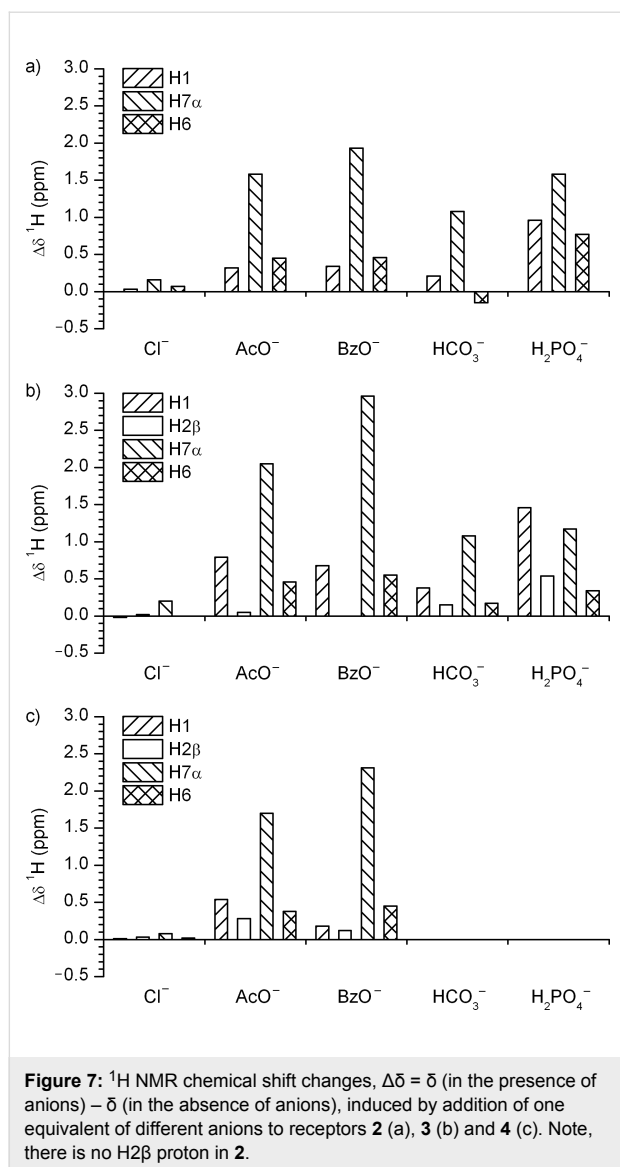 a)
3.0
2.5
2.0
1.5
1.0
0.5
0.0
−0.5
Δδ ¹H (ppm)
H1
H7α
H6
Cl⁻ AcO⁻ BzO⁻ HCO₃⁻ H₂PO₄⁻
b)
3.0
2.5
2.0
1.5
1.0
0.5
0.0
−0.5
Δδ ¹H (ppm)
H1
H2β
H7α
H6
Cl⁻ AcO⁻ BzO⁻ HCO₃⁻ H₂PO₄⁻
c)
3.0
2.5
2.0
1.5
1.0
0.5
0.0
−0.5
Δδ ¹H (ppm)
H1
H2β
H7α
H6
Cl⁻ AcO⁻ BzO⁻ HCO₃⁻ H₂PO₄⁻
Figure 7: ¹H NMR chemical shift changes, Δδ = δ (in the presence of
anions) – δ (in the absence of anions), induced by addition of one
equivalent of different anions to receptors 2 (a), 3 (b) and 4 (c). Note,
there is no H2β proton in 2.